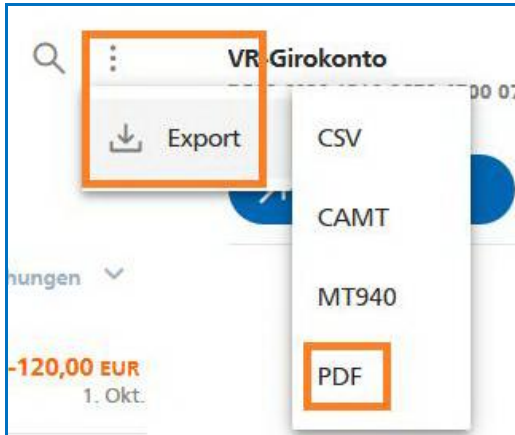 VR-Girokonto
Export
CSV
CAMT
MT940
PDF
-120,00 EUR
1. Okt.